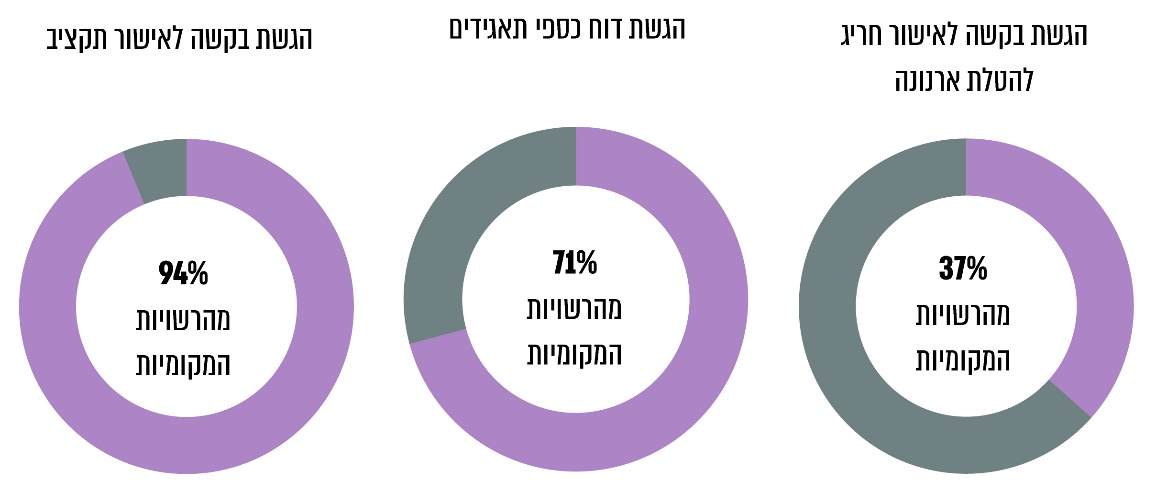 הגשת בקשה לאישור חריג
להטלת ארנונה
37%
מהרשויות
המקומיות
הגשת דוח כספי תאגידים
71%
מהרשויות
המקומיות
הגשת בקשה לאישור תקציב
94%
מהרשויות
המקומיות